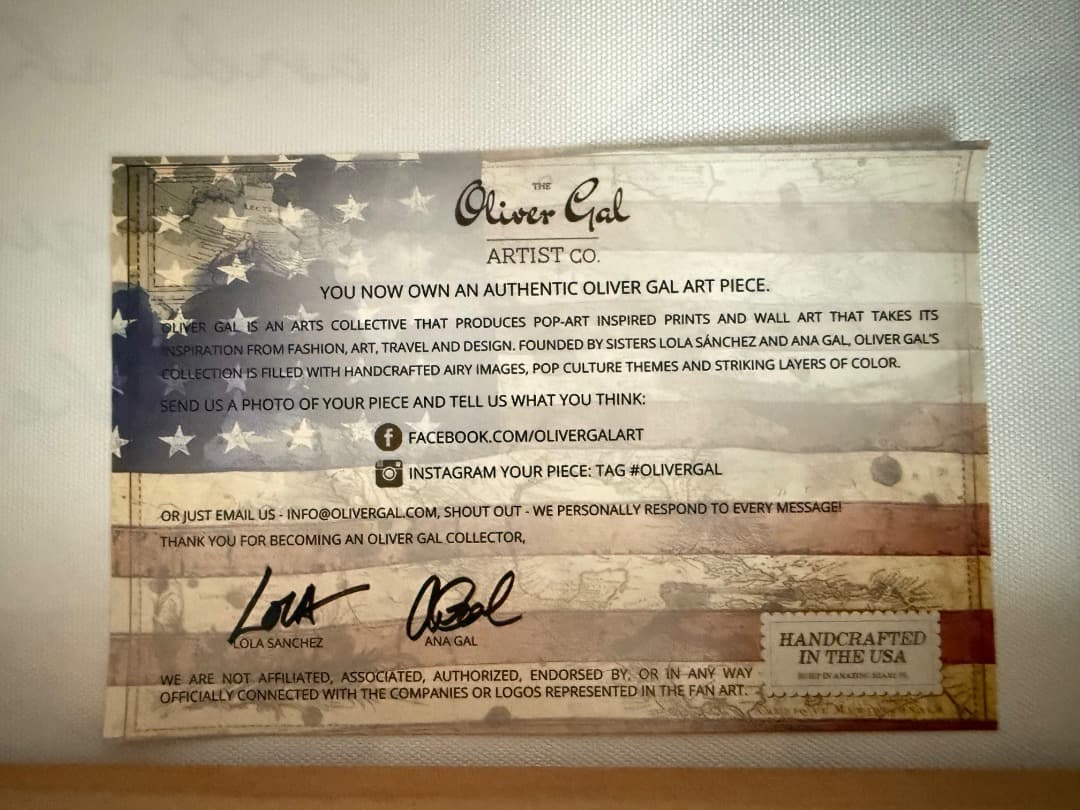 THE
Oliver Gal
ARTIST CO.
YOU NOW OWN AN AUTHENTIC OLIVER GAL ART PIECE.
OLIVER GAL IS AN ARTS COLLECTIVE THAT PRODUCES POP-ART INSPIRED PRINTS AND WALL ART THAT TAKES ITS
INSPIRATION FROM FASHION, ART, TRAVEL AND DESIGN. FOUNDED BY SISTERS LOLA SÁNCHEZ AND ANA GAL, OLIVER GAL'S
COLLECTION IS FILLED WITH HANDCRAFTED AIRY IMAGES, POP CULTURE THEMES AND STRIKING LAYERS OF COLOR.
SEND US A PHOTO OF YOUR PIECE AND TELL US WHAT YOU THINK:
FACEBOOK.COM/OLIVERGALART
INSTAGRAM YOUR PIECE: TAG #OLIVERGAL
OR JUST EMAIL US - INFO@OLIVERGAL.COM, SHOUT OUT - WE PERSONALLY RESPOND TO EVERY MESSAGE!
THANK YOU FOR BECOMING AN OLIVER GAL COLLECTOR,
LOLA
LOLA SANCHEZ
ANA GAL
WE ARE NOT AFFILIATED, ASSOCIATED, AUTHORIZED, ENDORSED BY, OR IN ANY WAY
OFFICIALLY CONNECTED WITH THE COMPANIES OR LOGOS REPRESENTED IN THE FAN ART.
HANDCRAFTED
IN THE USA
BUILT IN AMAZING MIAMI FL